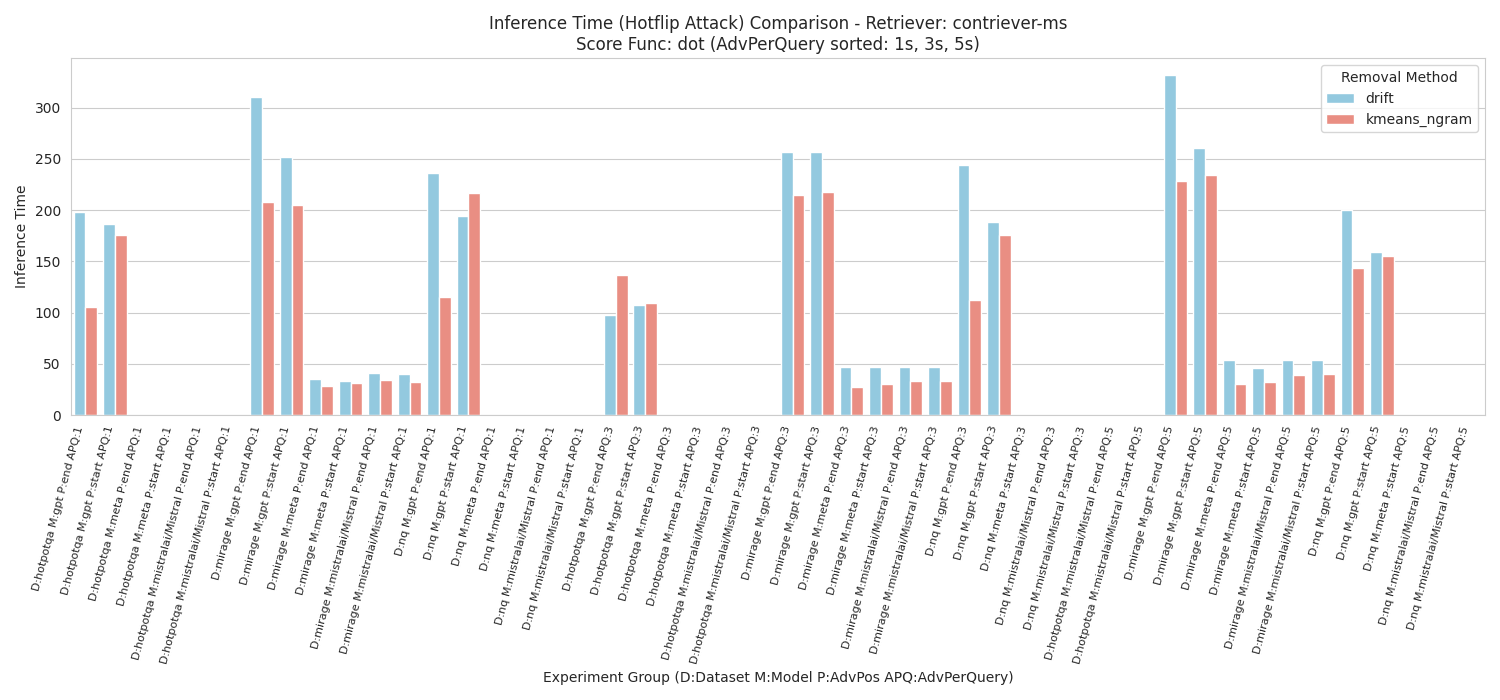 Inference Time (Hotflip Attack) Comparison - Retriever: contriever-ms
Score Func: dot (AdvPerQuery sorted: 1s, 3s, 5s)
Removal Method
drift
kmeans_ngram
Inference Time
300
250
200
150
100
50
0
D:hotpotqa M:gpt P:end APQ:1
D:hotpotqa M:gpt P:start APQ:1
D:hotpotqa M:meta P:end APQ:1
D:hotpotqa M:meta P:start APQ:1
D:hotpotqa M:mistralai/Mistral P:end APQ:1
D:hotpotqa M:mistralai/Mistral P:start APQ:1
D:mirage M:gpt P:end APQ:1
D:mirage M:gpt P:start APQ:1
D:mirage M:meta P:end APQ:1
D:mirage M:meta P:start APQ:1
D:mirage M:mistralai/Mistral P:end APQ:1
D:mirage M:mistralai/Mistral P:start APQ:1
D:nq M:gpt P:end APQ:1
D:nq M:gpt P:start APQ:1
D:nq M:meta P:end APQ:1
D:nq M:meta P:start APQ:1
D:nq M:mistralai/Mistral P:end APQ:1
D:nq M:mistralai/Mistral P:start APQ:1
D:hotpotqa M:gpt P:end APQ:3
D:hotpotqa M:gpt P:start APQ:3
D:hotpotqa M:meta P:end APQ:3
D:hotpotqa M:meta P:start APQ:3
D:hotpotqa M:mistralai/Mistral P:end APQ:3
D:hotpotqa M:mistralai/Mistral P:start APQ:3
D:mirage M:gpt P:end APQ:3
D:mirage M:gpt P:start APQ:3
D:mirage M:meta P:end APQ:3
D:mirage M:meta P:start APQ:3
D:mirage M:mistralai/Mistral P:end APQ:3
D:mirage M:mistralai/Mistral P:start APQ:3
D:nq M:gpt P:end APQ:3
D:nq M:gpt P:start APQ:3
D:nq M:meta P:start APQ:3
D:nq M:mistralai/Mistral P:end APQ:3
D:nq M:mistralai/Mistral P:start APQ:3
D:hotpotqa M:mistralai/Mistral P:end APQ:5
D:hotpotqa M:mistralai/Mistral P:start APQ:5
D:mirage M:gpt P:end APQ:5
D:mirage M:gpt P:start APQ:5
D:mirage M:meta P:end APQ:5
D:mirage M:meta P:start APQ:5
D:mirage M:mistralai/Mistral P:end APQ:5
D:mirage M:mistralai/Mistral P:start APQ:5
D:nq M:gpt P:end APQ:5
D:nq M:gpt P:start APQ:5
D:nq M:meta P:start APQ:5
D:nq M:mistralai/Mistral P:end APQ:5
D:nq M:mistralai/Mistral P:start APQ:5
Experiment Group (D:Dataset M:Model P:AdvPos APQ:AdvPerQuery)